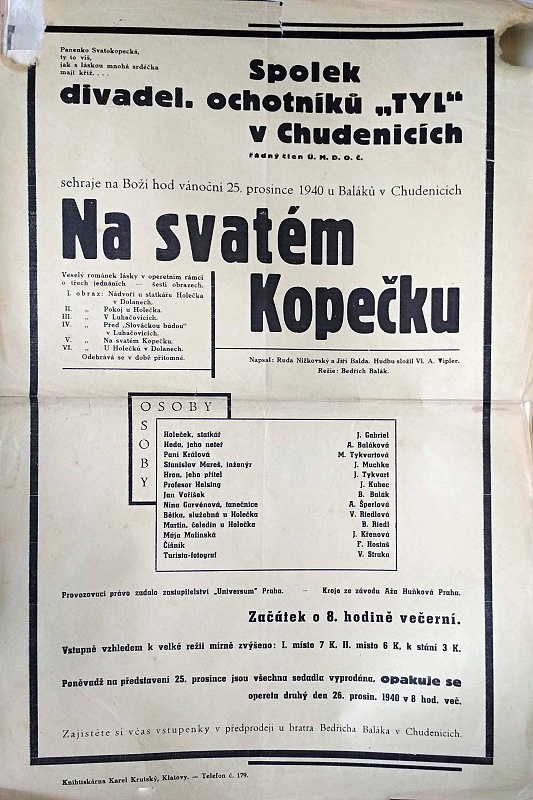 Panenko Svatokopecká,
ty to víš,
jak s láskou mnohá srdéčka
mají kříž. . . .
Spolek
divadel. ochotníků „TYL“
v Chudenicích
řádný člen Ú. M. D. O. Č.
sehraje na Boží hod vánoční 25. prosince 1940 u Baláků v Chudenicích
Na svatém
Kopečku
Veselý románek lásky v operetním rámci
o třech jednáních — šesti obrazech.
I. obraz: Nádvoří u statkáře Holečka
v Dolanech.
II. „ Pokoj u Holečka.
III. „ V Luhačovicích.
IV. „ Před „Slováckou búdou“
v Luhačovicích.
V. „ Na svatém Kopečku.
VI. „ U Holečků v Dolanech.
Odehrává se v době přítomné.
Napsal: Ruda Nižkovský a Jiří Balda. Hudbu složil Vl. A. Vipler.
Režie: Bedřich Balák.
OSOBY
OSOBY
Holeček, statkář J. Gabriel
Heda, jeho neteř A. Baláková
Paní Králová M. Tykvartová
Stanislav Mareš, inženýr J. Muchka
Hron, jeho přítel J. Tykvart
Profesor Helsing J. Kubec
Jan Voříšek B. Balák
Nina Garvénová, tanečnice A. Šperlová
Bětka, služebná u Holečka V. Riedlová
Martin, čeledín u Holečka B. Riedl
Mája Malínská J. Křenová
Číšník F. Hostaš
Turista-fotograf V. Straka
Provozovací právo zadalo zastupitelství „Universum“ Praha. — Kroje ze závodu Aža Huňková Praha.
Začátek o 8. hodině večerní.
Vstupné vzhledem k velké režii mírně zvýšeno: I. místo 7 K, II. místo 6 K, k stání 3 K.
Poněvadž na představení 25. prosince jsou všechna sedadla vyprodána, opakuje se
opereta druhý den 26. prosin. 1940 v 8 hod. več.
Zajistěte si včas vstupenky v předprodeji u bratra Bedřicha Baláka v Chudenicích.
Knihtiskárna Karel Krutský, Klatovy. — Telefon č. 179.